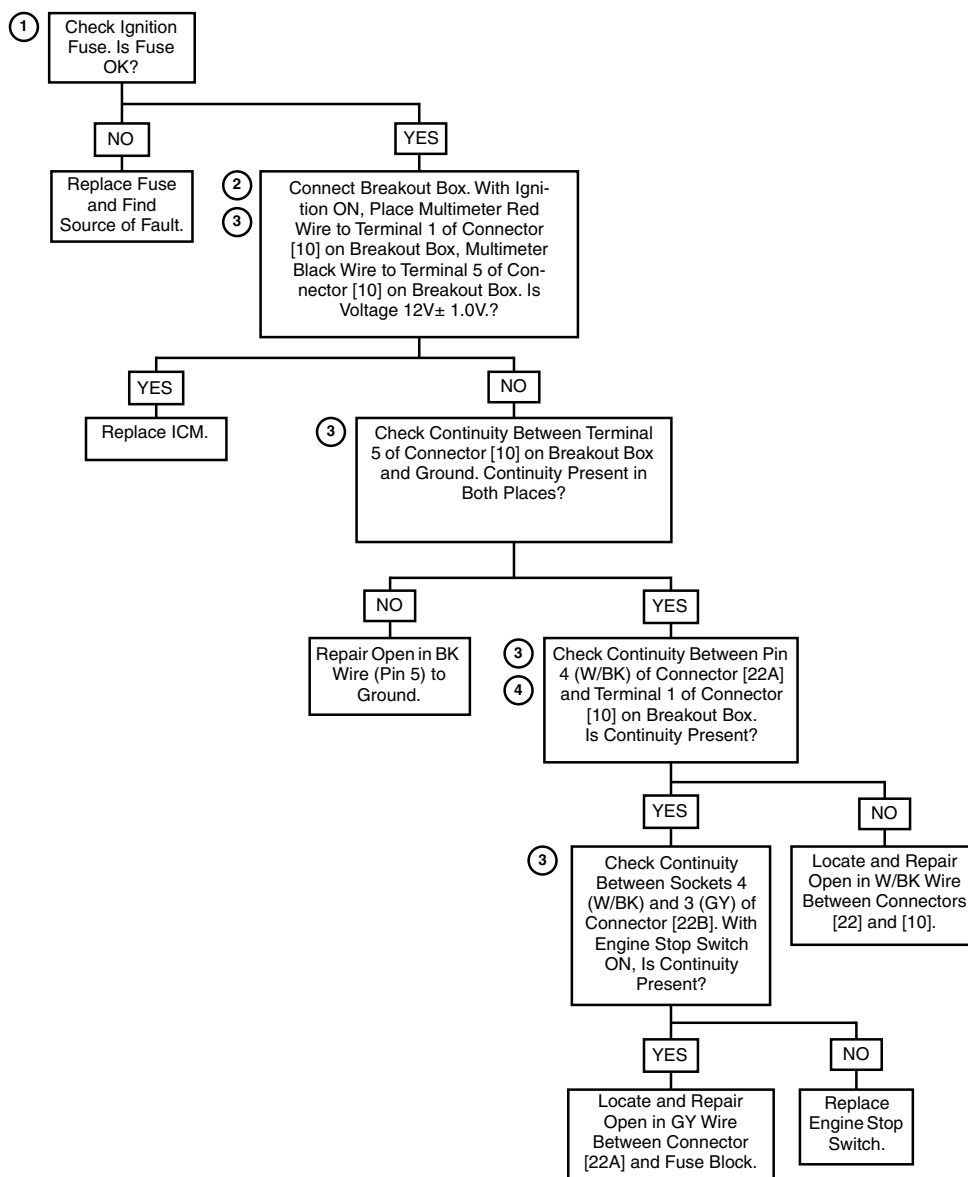 1
Check Ignition
Fuse. Is Fuse
OK?
NO
YES
Replace Fuse
and Find
Source of Fault.
2
3
Connect Breakout Box. With Igni-
tion ON, Place Multimeter Red
Wire to Terminal 1 of Connector
[10] on Breakout Box, Multimeter
Black Wire to Terminal 5 of Con-
nector [10] on Breakout Box. Is
Voltage 12V± 1.0V.?
YES
NO
Replace ICM.
3
Check Continuity Between Terminal
5 of Connector [10] on Breakout Box
and Ground. Continuity Present in
Both Places?
NO
YES
Repair Open in BK
Wire (Pin 5) to
Ground.
3
4
Check Continuity Between Pin
4 (W/BK) of Connector [22A]
and Terminal 1 of Connector
[10] on Breakout Box.
Is Continuity Present?
YES
NO
3
Check Continuity
Between Sockets 4
(W/BK) and 3 (GY) of
Connector [22B]. With
Engine Stop Switch
ON, Is Continuity
Present?
Locate and Repair
Open in W/BK Wire
Between Connectors
[22] and [10].
YES
NO
Locate and Repair
Open in GY Wire
Between Connector
[22A] and Fuse Block.
Replace
Engine Stop
Switch.